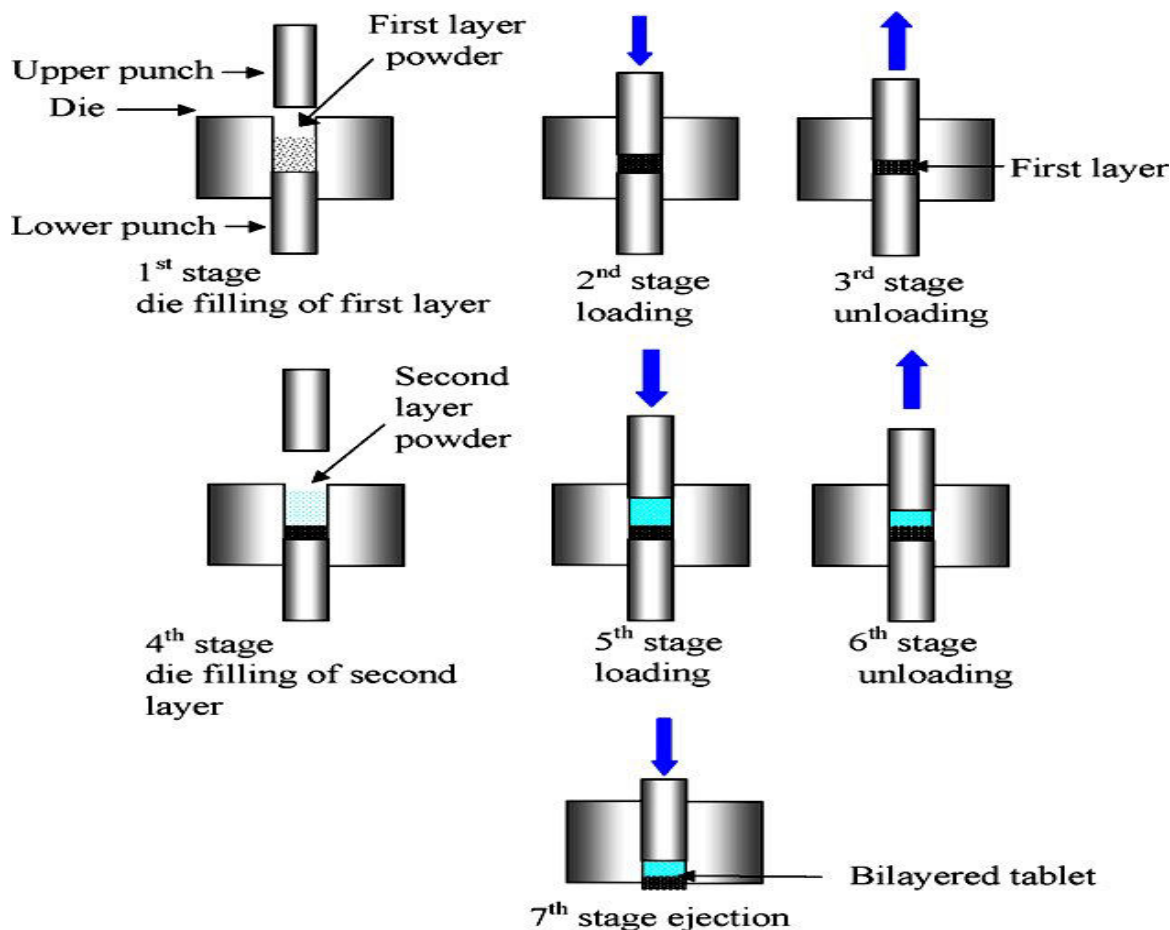 First layer
powder
Upper punch
Die
Lower punch
1st stage
die filling of first layer
2nd stage
loading
First layer
3rd stage
unloading
Second
layer
powder
4th stage
die filling of second
layer
5th stage
loading
6th stage
unloading
Bilayered tablet
7th stage ejection